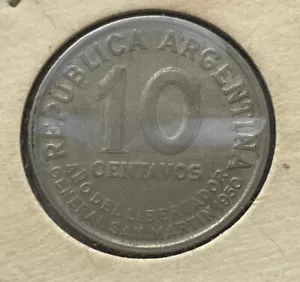 REPUBLICA ARGENTINA
10
CENTAVOS
AÑO DEL LIBERTADOR
GENERAL SAN MARTIN 1950